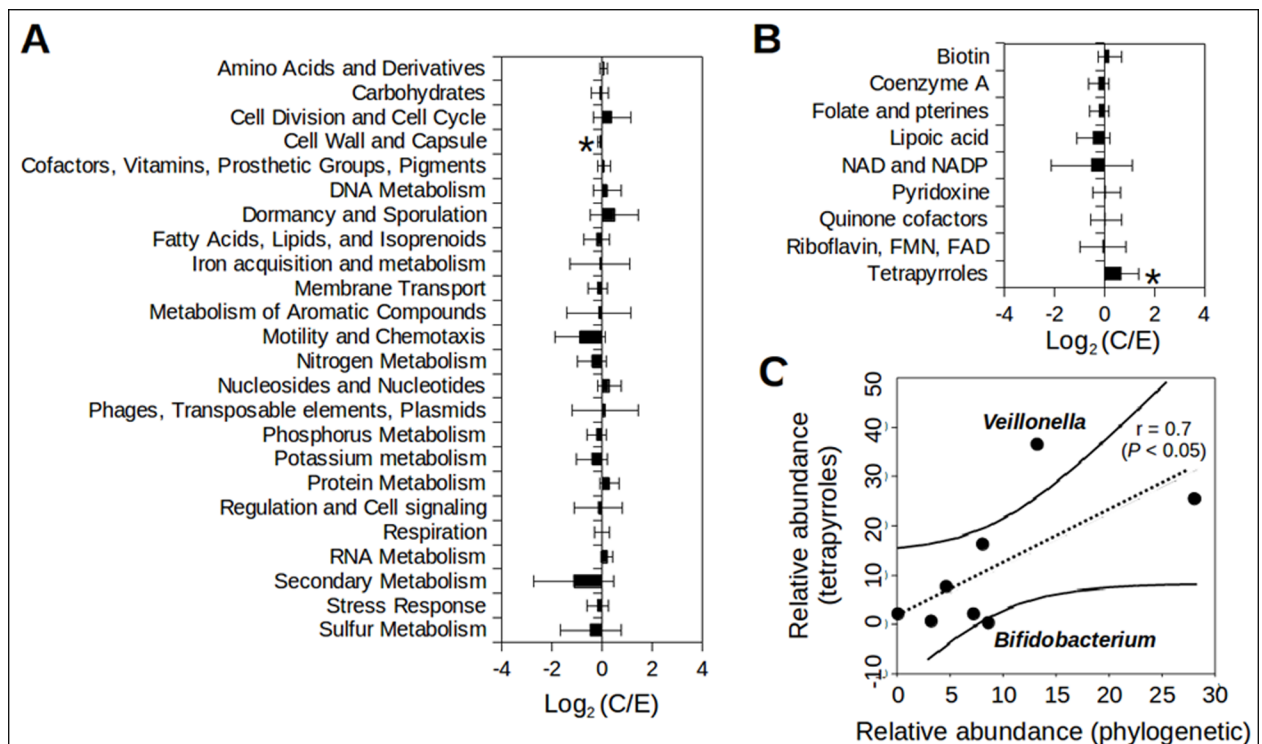 A
Amino Acids and Derivatives
Carbohydrates
Cell Division and Cell Cycle
Cell Wall and Capsule
*
Cofactors, Vitamins, Prosthetic Groups, Pigments
DNA Metabolism
Dormancy and Sporulation
Fatty Acids, Lipids, and Isoprenoids
Iron acquisition and metabolism
Membrane Transport
Metabolism of Aromatic Compounds
Motility and Chemotaxis
Nitrogen Metabolism
Nucleosides and Nucleotides
Phages, Transposable elements, Plasmids
Phosphorus Metabolism
Potassium metabolism
Protein Metabolism
Regulation and Cell signaling
Respiration
RNA Metabolism
Secondary Metabolism
Stress Response
Sulfur Metabolism
-4 -2 0 2 4
Log₂ (C/E)
B
Biotin
Coenzyme A
Folate and pterines
Lipoic acid
NAD and NADP
Pyridoxine
Quinone cofactors
Riboflavin, FMN, FAD
Tetrapyrroles
*
-4 -2 0 2 4
Log₂ (C/E)
C
Relative abundance
(tetrapyrroles)
50
40
30
20
10
0
-10
Veillonella
r = 0.7
(P < 0.05)
Bifidobacterium
0 5 10 15 20 25 30
Relative abundance (phylogenetic)